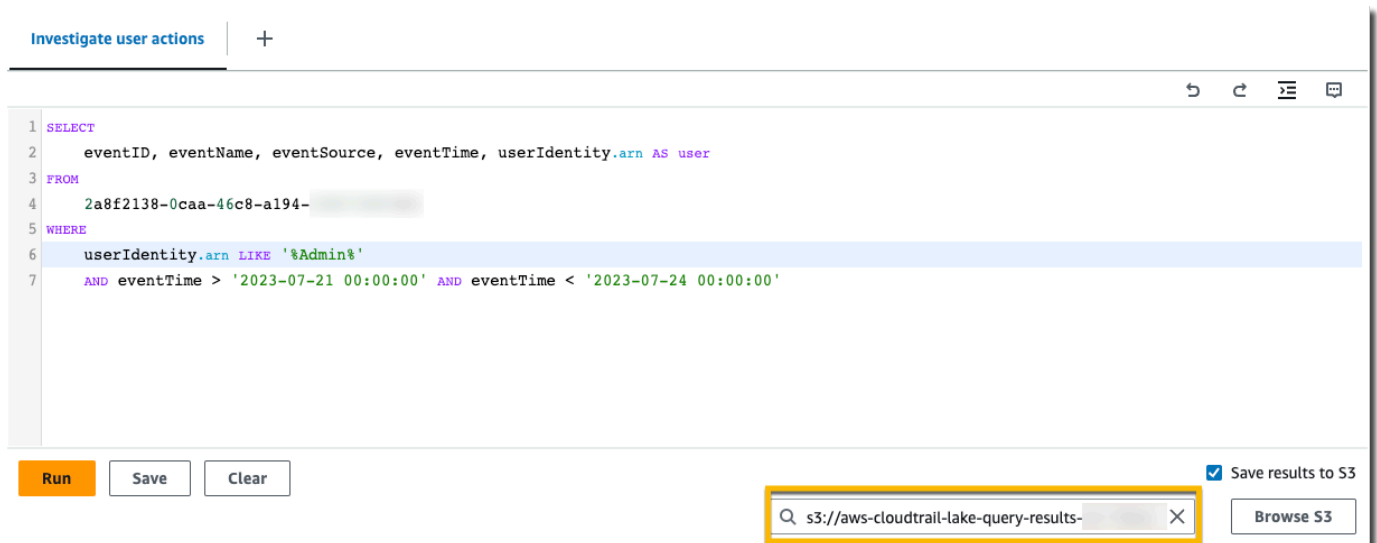 Investigate user actions
1 SELECT
2 eventID, eventName, eventSource, eventTime, userIdentity.arn AS user
3 FROM
4 2a8f2138-0caa-46c8-a194-
5 WHERE
6 userIdentity.arn LIKE '%Admin%'
7 AND eventTime > '2023-07-21 00:00:00' AND eventTime < '2023-07-24 00:00:00'
Run Save Clear
Save results to S3
s3://aws-cloudtrail-lake-query-results-
Browse S3